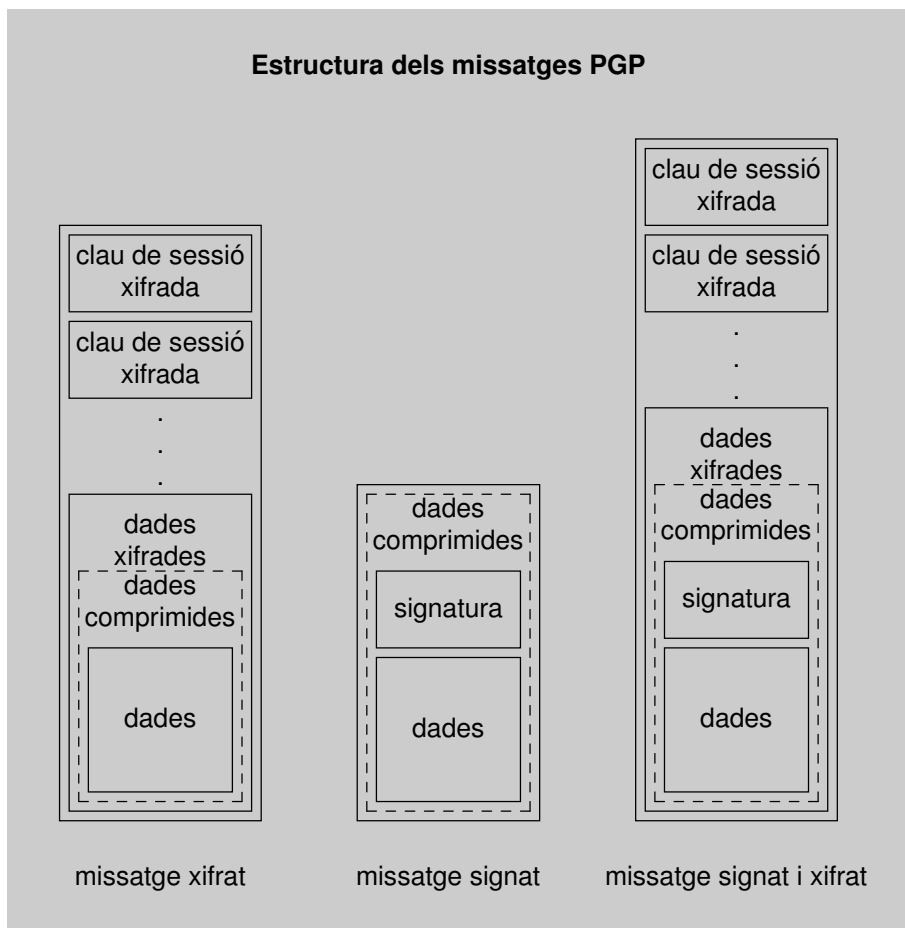 Estructura dels missatges PGP
clau de sessió
xifrada
clau de sessió
xifrada
.
.
.
dades
xifrades
dades
comprimides
dades
missatge xifrat
dades
comprimides
signatura
dades
missatge signat
clau de sessió
xifrada
clau de sessió
xifrada
.
.
.
dades
xifrades
dades
comprimides
signatura
dades
missatge signat i xifrat